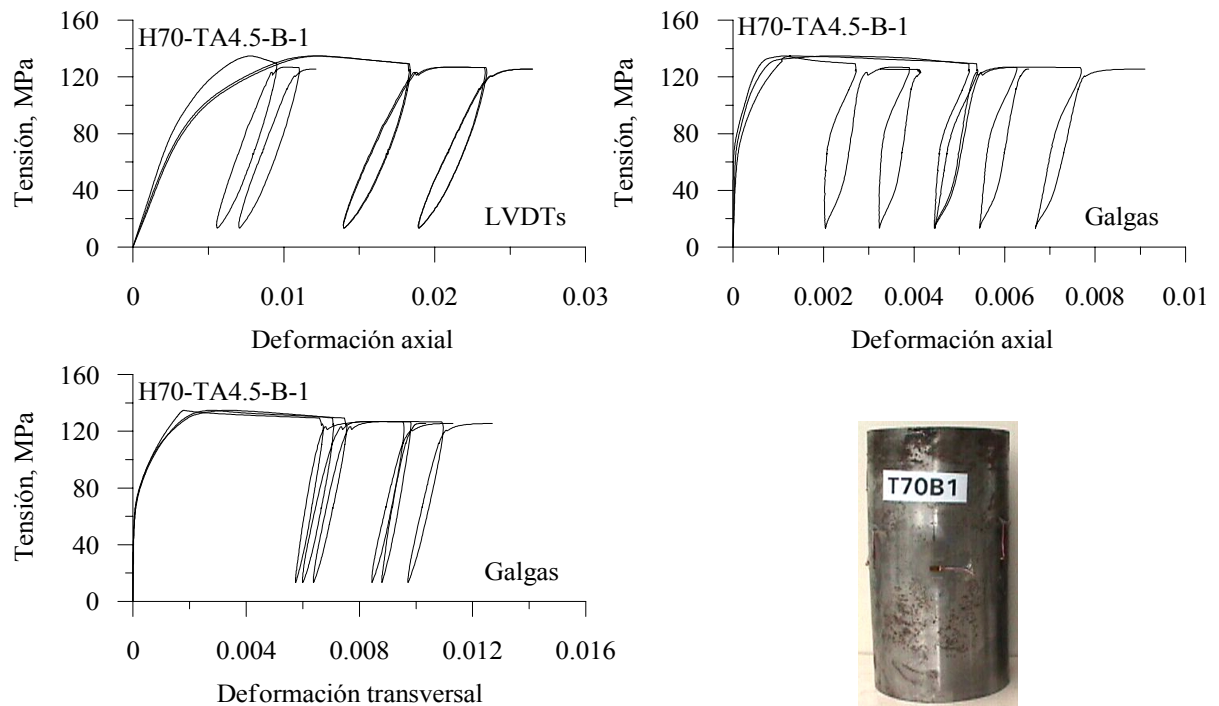 160
H70-TA4.5-B-1
120
80
40
0
Tensión, MPa
LVDTs
0 0.01 0.02 0.03
Deformación axial
160
H70-TA4.5-B-1
120
80
40
0
Tensión, MPa
Galgas
0 0.002 0.004 0.006 0.008 0.01
Deformación axial
160
H70-TA4.5-B-1
120
80
40
0
Tensión, MPa
Galgas
0 0.004 0.008 0.012 0.016
Deformación transversal
T70B1